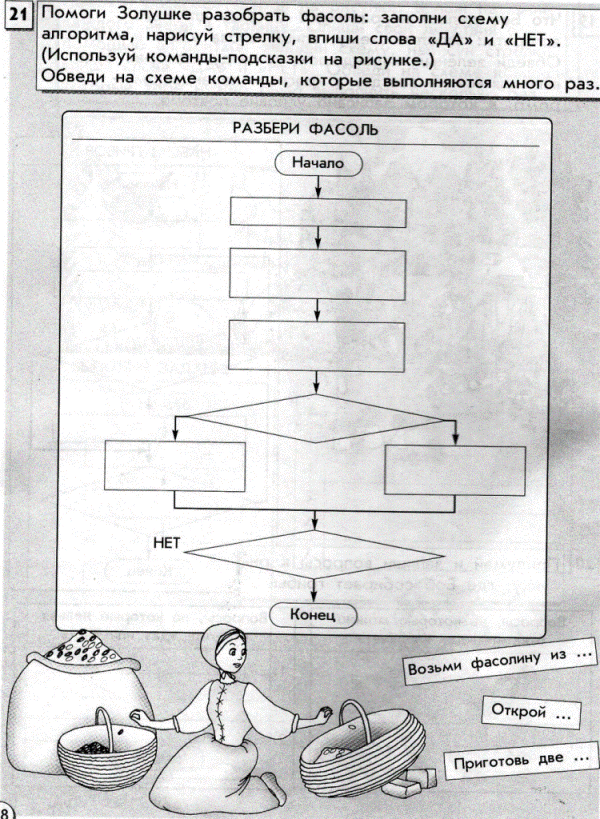 21 Помоги Золушке разобрать фасоль: заполни схему
алгоритма, нарисуй стрелку, впиши слова «ДА» и «НЕТ».
(Используй команды-подсказки на рисунке.)
Обведи на схеме команды, которые выполняются много раз.
РАЗБЕРИ ФАСОЛЬ
Начало
НЕТ
Конец
Возьми фасолину из ...
Открой ...
Приготовь две ...
8